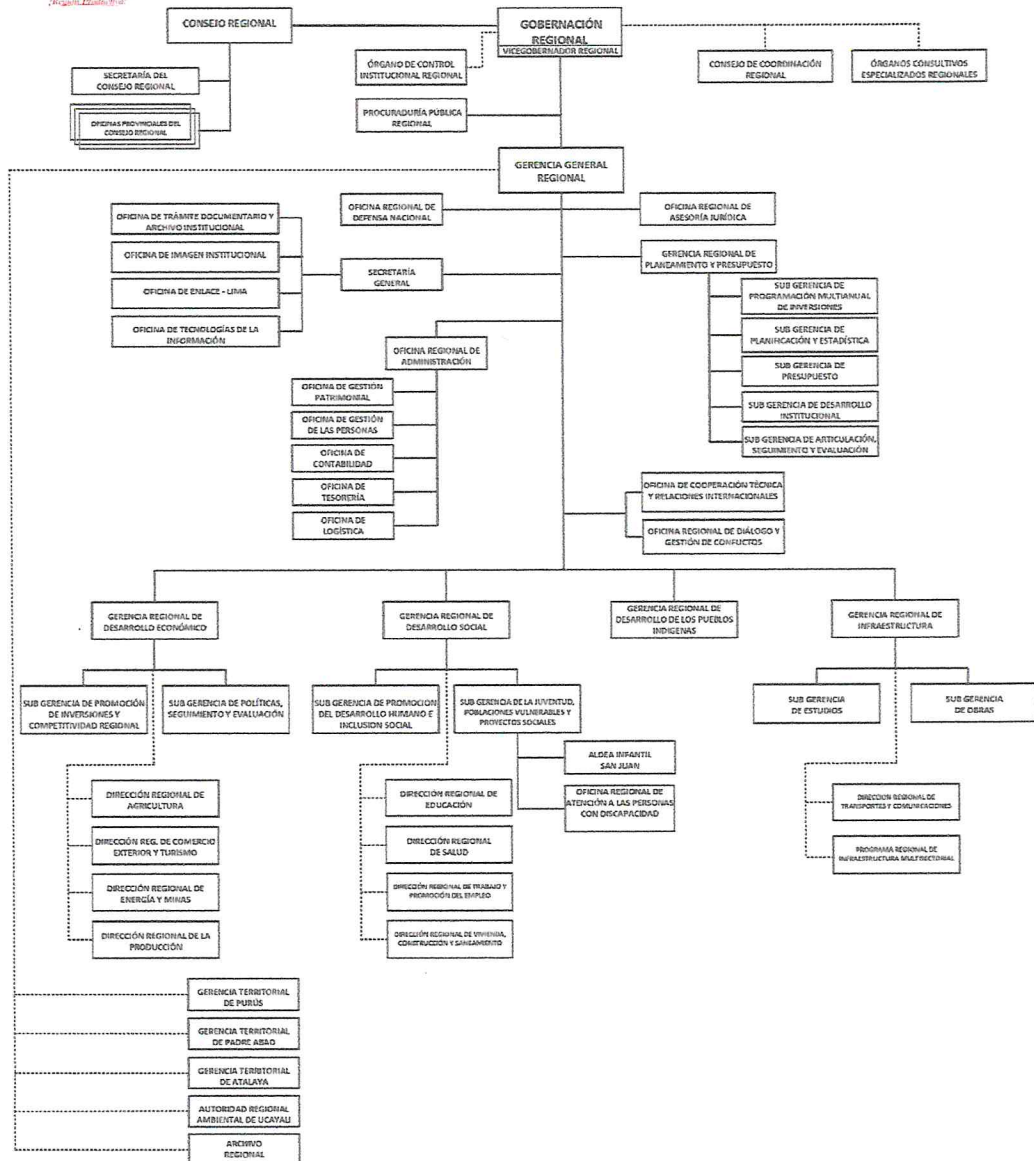 ¡Región Productiva!
CONSEJO REGIONAL
GOBERNACIÓN
REGIONAL
VICEGOBERNADOR REGIONAL
ÓRGANO DE CONTROL
INSTITUCIONAL REGIONAL
CONSEJO DE COORDINACIÓN
REGIONAL
ÓRGANOS CONSULTIVOS
ESPECIALIZADOS REGIONALES
SECRETARÍA DEL
CONSEJO REGIONAL
OFICINAS PROVINCIALES DEL
CONSEJO REGIONAL
PROCURADURÍA PÚBLICA
REGIONAL
GERENCIA GENERAL
REGIONAL
OFICINA REGIONAL DE
DEFENSA NACIONAL
OFICINA REGIONAL DE
ASESORÍA JURÍDICA
OFICINA DE TRÁMITE DOCUMENTARIO Y
ARCHIVO INSTITUCIONAL
OFICINA DE IMAGEN INSTITUCIONAL
OFICINA DE ENLACE - LIMA
OFICINA DE TECNOLOGÍAS DE LA
INFORMACIÓN
SECRETARÍA
GENERAL
GERENCIA REGIONAL DE
PLANEAMIENTO Y PRESUPUESTO
SUB GERENCIA DE
PROGRAMACIÓN MULTIANUAL
DE INVERSIONES
SUB GERENCIA DE
PLANIFICACIÓN Y ESTADÍSTICA
SUB GERENCIA DE
PRESUPUESTO
SUB GERENCIA DE DESARROLLO
INSTITUCIONAL
SUB GERENCIA DE ARTICULACIÓN,
SEGUIMIENTO Y EVALUACIÓN
OFICINA REGIONAL DE
ADMINISTRACIÓN
OFICINA DE GESTIÓN
PATRIMONIAL
OFICINA DE GESTIÓN
DE LAS PERSONAS
OFICINA DE
CONTABILIDAD
OFICINA DE
TESORERÍA
OFICINA DE
LOGÍSTICA
OFICINA DE COOPERACIÓN TÉCNICA
Y RELACIONES INTERNACIONALES
OFICINA REGIONAL DE DIÁLOGO Y
GESTIÓN DE CONFLICTOS
GERENCIA REGIONAL DE
DESARROLLO ECONÓMICO
GERENCIA REGIONAL DE
DESARROLLO SOCIAL
GERENCIA REGIONAL DE
DESARROLLO DE LOS PUEBLOS
INDIGENAS
GERENCIA REGIONAL DE
INFRAESTRUCTURA
SUB GERENCIA DE PROMOCIÓN
DE INVERSIONES Y
COMPETITIVIDAD REGIONAL
SUB GERENCIA DE POLÍTICAS,
SEGUIMIENTO Y EVALUACIÓN
SUB GERENCIA DE PROMOCION
DEL DESARROLLO HUMANO E
INCLUSION SOCIAL
SUB GERENCIA DE LA JUVENTUD,
POBLACIONES VULNERABLES Y
PROYECTOS SOCIALES
SUB GERENCIA
DE ESTUDIOS
SUB GERENCIA
DE OBRAS
ALDEA INFANTIL
SAN JUAN
OFICINA REGIONAL DE
ATENCIÓN A LAS PERSONAS
CON DISCAPACIDAD
DIRECCIÓN REGIONAL DE
AGRICULTURA
DIRECCIÓN REG. DE COMERCIO
EXTERIOR Y TURISMO
DIRECCIÓN REGIONAL DE
ENERGÍA Y MINAS
DIRECCIÓN REGIONAL DE LA
PRODUCCIÓN
DIRECCIÓN REGIONAL DE
EDUCACIÓN
DIRECCIÓN REGIONAL
DE SALUD
DIRECCIÓN REGIONAL DE TRABAJO Y
PROMOCIÓN DEL EMPLEO
DIRECCIÓN REGIONAL DE VIVIENDA,
CONSTRUCCIÓN Y SANEAMIENTO
DIRECCION REGIONAL DE
TRANSPORTES Y COMUNICACIONES
PROGRAMA REGIONAL DE
INFRAESTRUCTURA MULTISECTORIAL
GERENCIA TERRITORIAL
DE PURÚS
GERENCIA TERRITORIAL
DE PADRE ABAD
GERENCIA TERRITORIAL
DE ATALAYA
AUTORIDAD REGIONAL
AMBIENTAL DE UCAYALI
ARCHIVO
REGIONAL